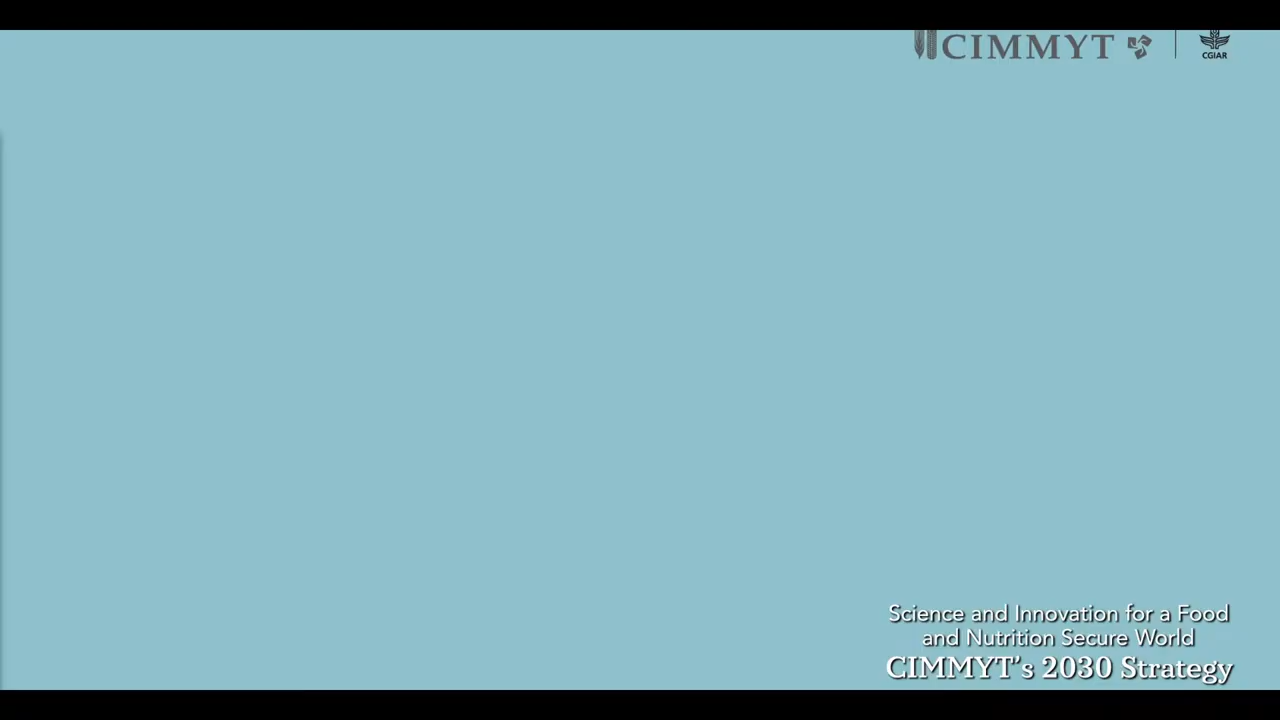 CIMMYT
CGIAR
Science and Innovation for a Food
and Nutrition Secure World
CIMMYT's 2030 Strategy